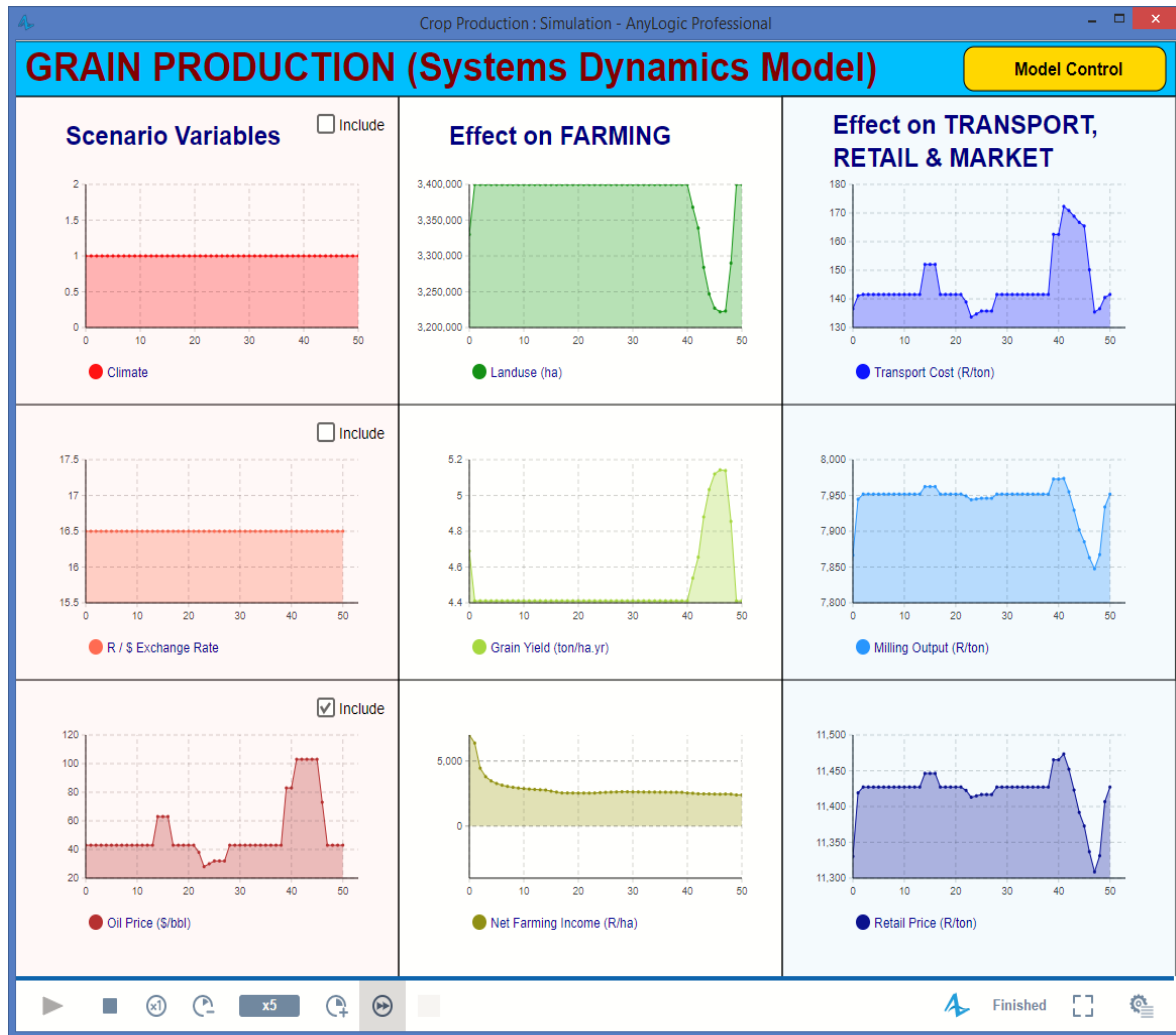 Crop Production : Simulation - AnyLogic Professional
GRAIN PRODUCTION (Systems Dynamics Model)
Model Control
Scenario Variables
Include
2
1.5
1
0.5
0
0 10 20 30 40 50
Climate
Effect on FARMING
3,400,000
3,350,000
3,300,000
3,250,000
3,200,000
0 10 20 30 40 50
Landuse (ha)
Effect on TRANSPORT,
RETAIL & MARKET
180
170
160
150
140
130
0 10 20 30 40 50
Transport Cost (R/ton)
Include
17.5
17
16.5
16
15.5
0 10 20 30 40 50
R / $ Exchange Rate
5.2
5
4.8
4.6
4.4
0 10 20 30 40 50
Grain Yield (ton/ha.yr)
8,000
7,950
7,900
7,850
7,800
0 10 20 30 40 50
Milling Output (R/ton)
Include
120
100
80
60
40
20
0 10 20 30 40 50
Oil Price ($/bbl)
5,000
0
0 10 20 30 40 50
Net Farming Income (R/ha)
11,500
11,450
11,400
11,350
11,300
0 10 20 30 40 50
Retail Price (R/ton)
x1
x5
Finished